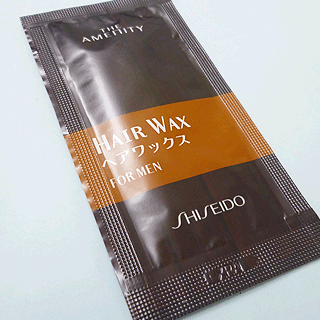 THE
AMENITY
HAIR WAX
ヘアワックス
FOR MEN
SHISEIDO